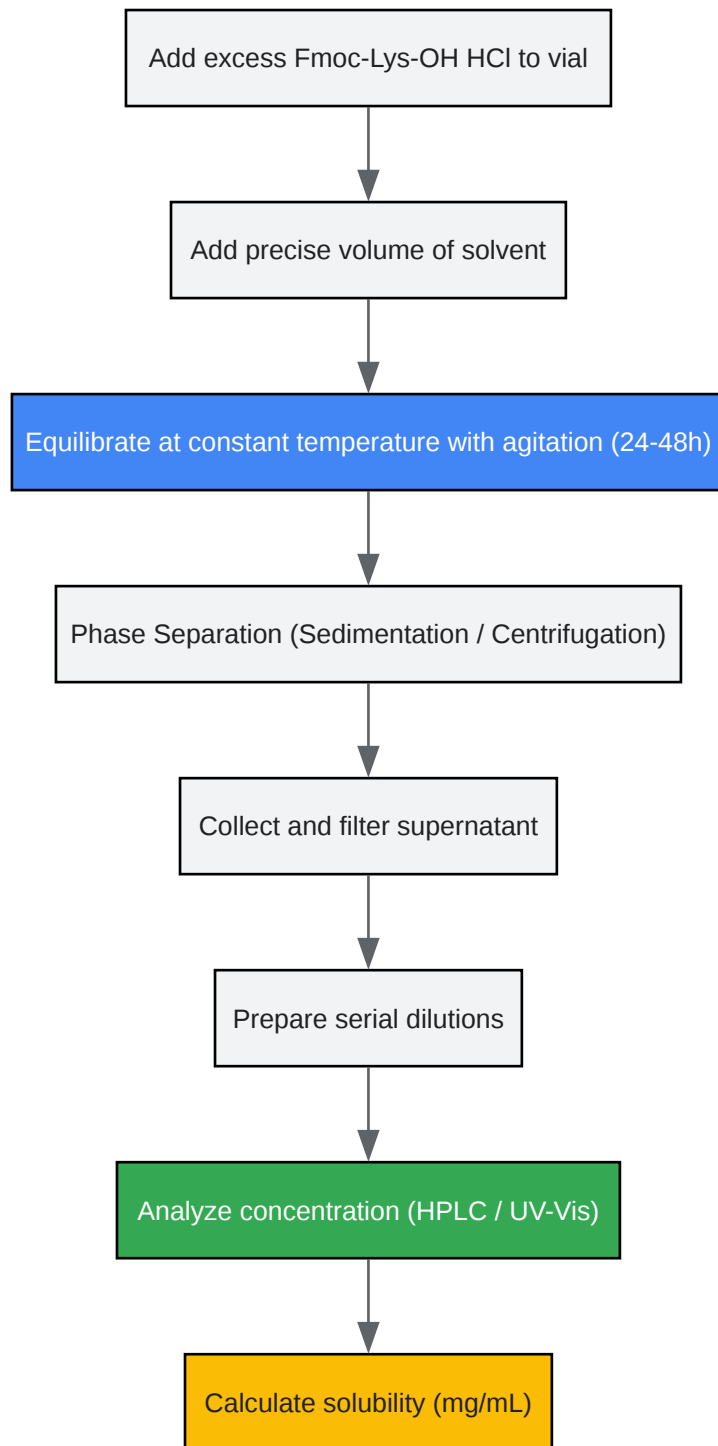 Add excess Fmoc-Lys-OH HCl to vial
Add precise volume of solvent
Equilibrate at constant temperature with agitation (24-48h)
Phase Separation (Sedimentation / Centrifugation)
Collect and filter supernatant
Prepare serial dilutions
Analyze concentration (HPLC / UV-Vis)
Calculate solubility (mg/mL)